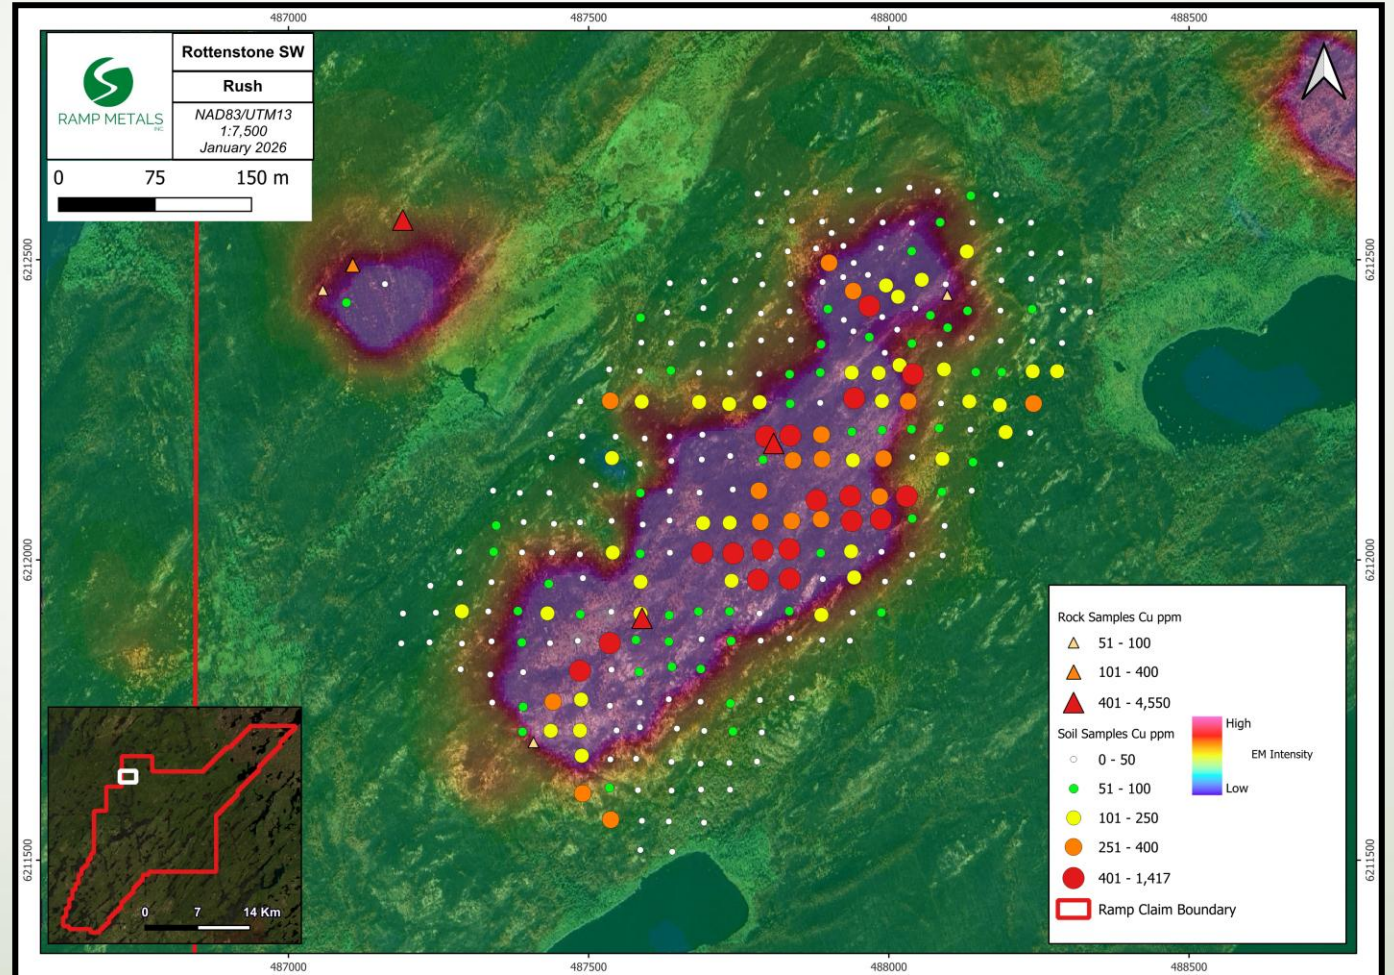 487000 487500 488000 488500
RAMP METALS
INC.
Rottenstone SW
Rush
NAD83/UTM13
1:7,500
January 2026
0 75 150 m
6212500 6212500
6212000 6212000
6211500 6211500
Rock Samples Cu ppm
51 - 100
101 - 400
401 - 4,550
Soil Samples Cu ppm
0 - 50
51 - 100
101 - 250
251 - 400
401 - 1,417
Ramp Claim Boundary
High
EM Intensity
Low
0 7 14 Km
487000 487500 488000 488500